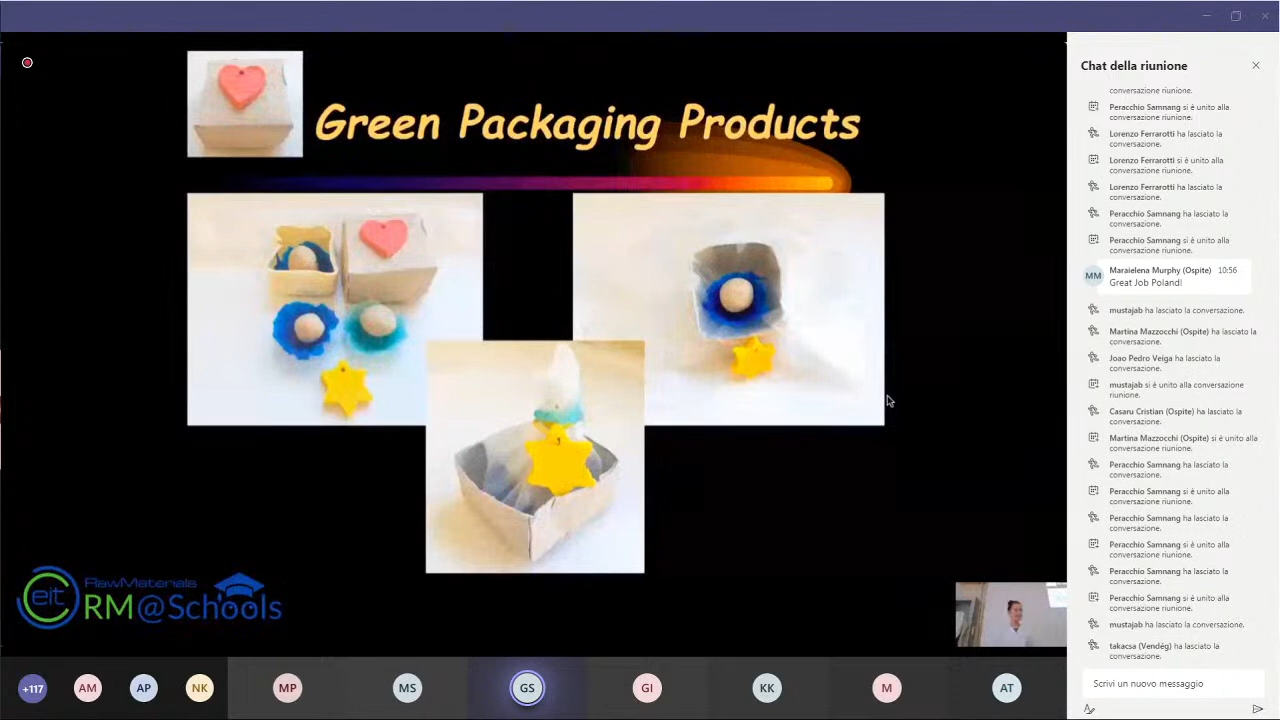 Green Packaging Products
eit RawMaterials
RM@Schools
+117
AM
AP
NK
MP
MS
GS
GI
KK
M
AT
Chat della riunione
conversazione riunione.
Peracchio Samnang si è unito alla
conversazione riunione.
Lorenzo Ferrarotti ha lasciato la
conversazione.
Lorenzo Ferrarotti si è unito alla
conversazione riunione.
Lorenzo Ferrarotti ha lasciato la
conversazione.
Peracchio Samnang ha lasciato la
conversazione.
Peracchio Samnang si è unito alla
conversazione riunione.
MM
Maraielena Murphy (Ospite) 10:56
Great Job Poland!
mustajab ha lasciato la conversazione.
Martina Mazzocchi (Ospite) ha lasciato la
conversazione.
Joao Pedro Veiga ha lasciato la
conversazione.
mustajab si è unito alla conversazione
riunione.
Casaru Cristian (Ospite) ha lasciato la
conversazione.
Martina Mazzocchi (Ospite) si è unito alla
conversazione riunione.
Peracchio Samnang ha lasciato la
conversazione.
Peracchio Samnang si è unito alla
conversazione riunione.
Peracchio Samnang ha lasciato la
conversazione.
Peracchio Samnang si è unito alla
conversazione riunione.
Peracchio Samnang ha lasciato la
conversazione.
Peracchio Samnang si è unito alla
conversazione riunione.
mustajab ha lasciato la conversazione.
takacsa (Vendég) ha lasciato la
conversazione.
Scrivi un nuovo messaggio